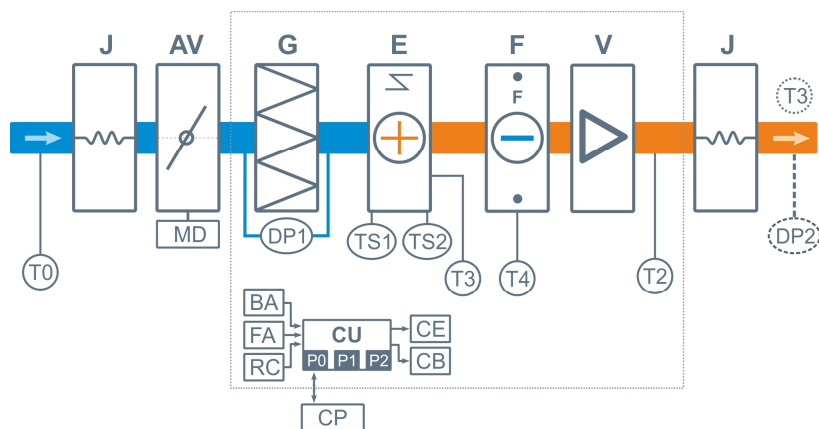 J AV G E F V J
T3
F
MD DP1 TS1 TS2 DP2
T0 T3 T4 T2
BA
CU CE
FA
RC P0 P1 P2 CB
CP